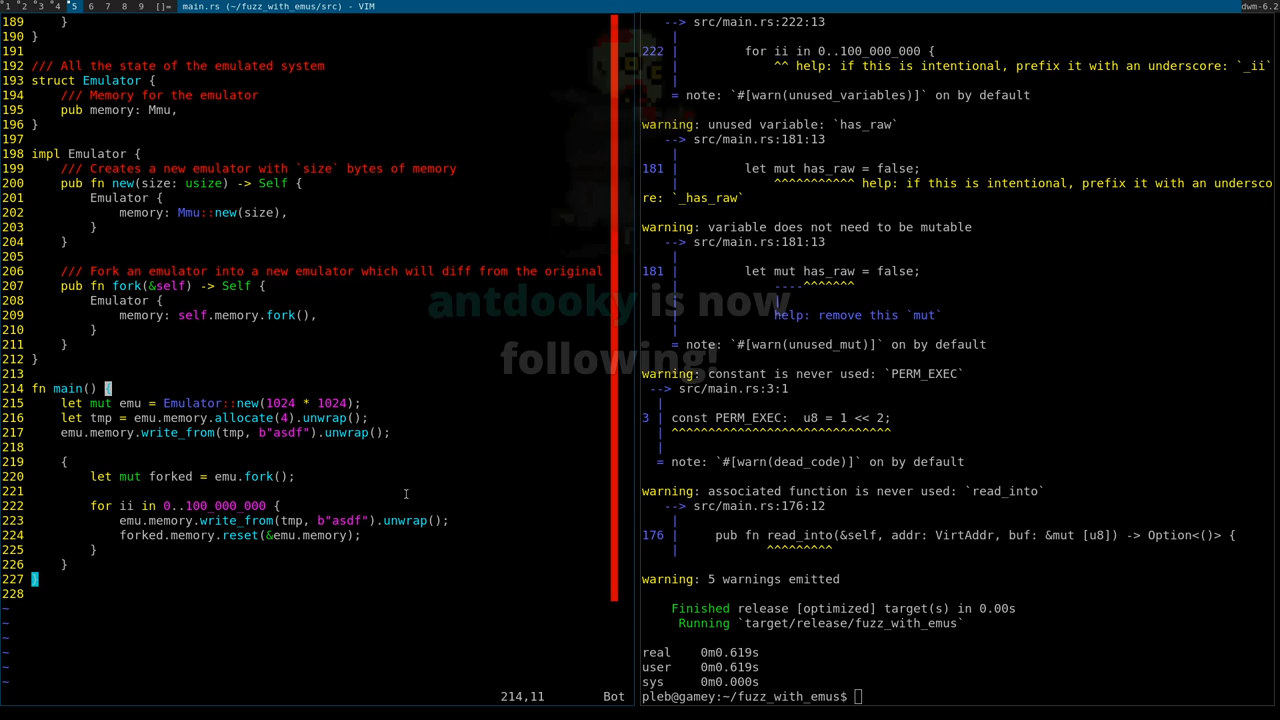 1 2 3 4 5 6 7 8 9 []= main.rs (~/fuzz_with_emus/src) - VIM dwm-6.2
189     }
190 }
191
192 /// All the state of the emulated system
193 struct Emulator {
194     /// Memory for the emulator
195     pub memory: Mmu,
196 }
197
198 impl Emulator {
199     /// Creates a new emulator with `size` bytes of memory
200     pub fn new(size: usize) -> Self {
201         Emulator {
202             memory: Mmu::new(size),
203         }
204     }
205
206     /// Fork an emulator into a new emulator which will diff from the original
207     pub fn fork(&self) -> Self {
208         Emulator {
209             memory: self.memory.fork(),
210         }
211     }
212 }
213
214 fn main() {
215     let mut emu = Emulator::new(1024 * 1024);
216     let tmp = emu.memory.allocate(4).unwrap();
217     emu.memory.write_from(tmp, b"asdf").unwrap();
218
219     {
220         let mut forked = emu.fork();
221
222         for ii in 0..100_000_000 {
223             emu.memory.write_from(tmp, b"asdf").unwrap();
224             forked.memory.reset(&emu.memory);
225         }
226     }
227 }
228
~
~
~
~
~
~
214,11 Bot
antdooky is now
following!
--> src/main.rs:222:13
|
222 |         for ii in 0..100_000_000 {
|             ^^ help: if this is intentional, prefix it with an underscore: `_ii`
|
= note: `#[warn(unused_variables)]` on by default
warning: unused variable: `has_raw`
--> src/main.rs:181:13
|
181 |         let mut has_raw = false;
|             ^^^^^^^^^^^ help: if this is intentional, prefix it with an undersco
re: `_has_raw`
warning: variable does not need to be mutable
--> src/main.rs:181:13
|
181 |         let mut has_raw = false;
|             ----^^^^^^^
|             |
|             help: remove this `mut`
|
= note: `#[warn(unused_mut)]` on by default
warning: constant is never used: `PERM_EXEC`
--> src/main.rs:3:1
|
3 | const PERM_EXEC:  u8 = 1 << 2;
| ^^^^^^^^^^^^^^^^^^^^^^^^^^^^^^
|
= note: `#[warn(dead_code)]` on by default
warning: associated function is never used: `read_into`
--> src/main.rs:176:12
|
176 |     pub fn read_into(&self, addr: VirtAddr, buf: &mut [u8]) -> Option<()> {
|            ^^^^^^^^^
warning: 5 warnings emitted
Finished release [optimized] target(s) in 0.00s
Running `target/release/fuzz_with_emus`
real    0m0.619s
user    0m0.619s
sys     0m0.000s
pleb@gamey:~/fuzz_with_emus$